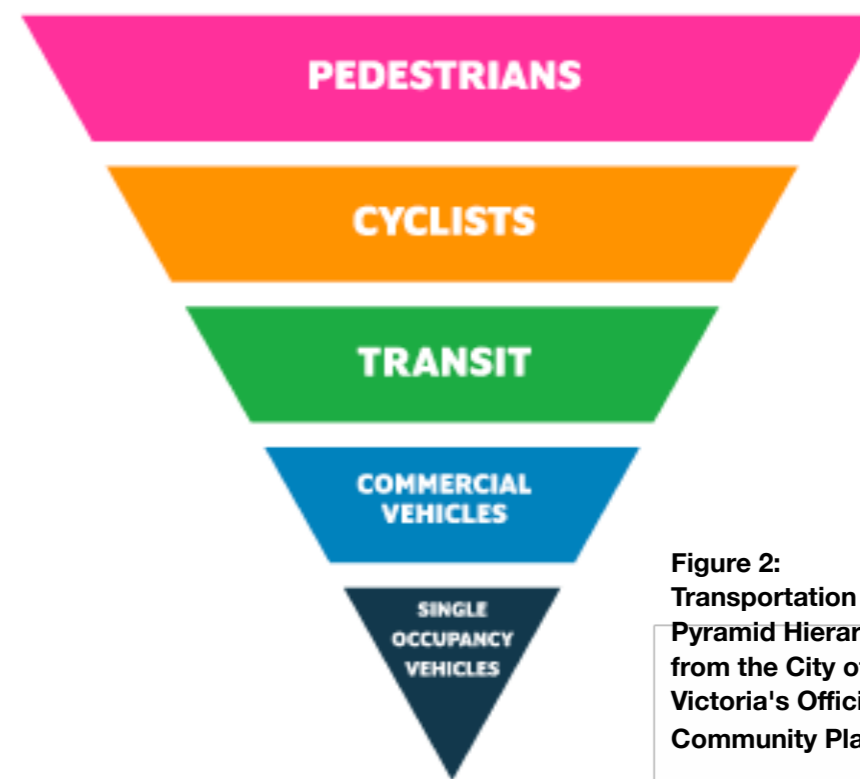 PEDESTRIANS
CYCLISTS
TRANSIT
COMMERCIAL
VEHICLES
SINGLE
OCCUPANCY
VEHICLES
Figure 2:
Transportation
Pyramid
from the City
Victoria's
Community